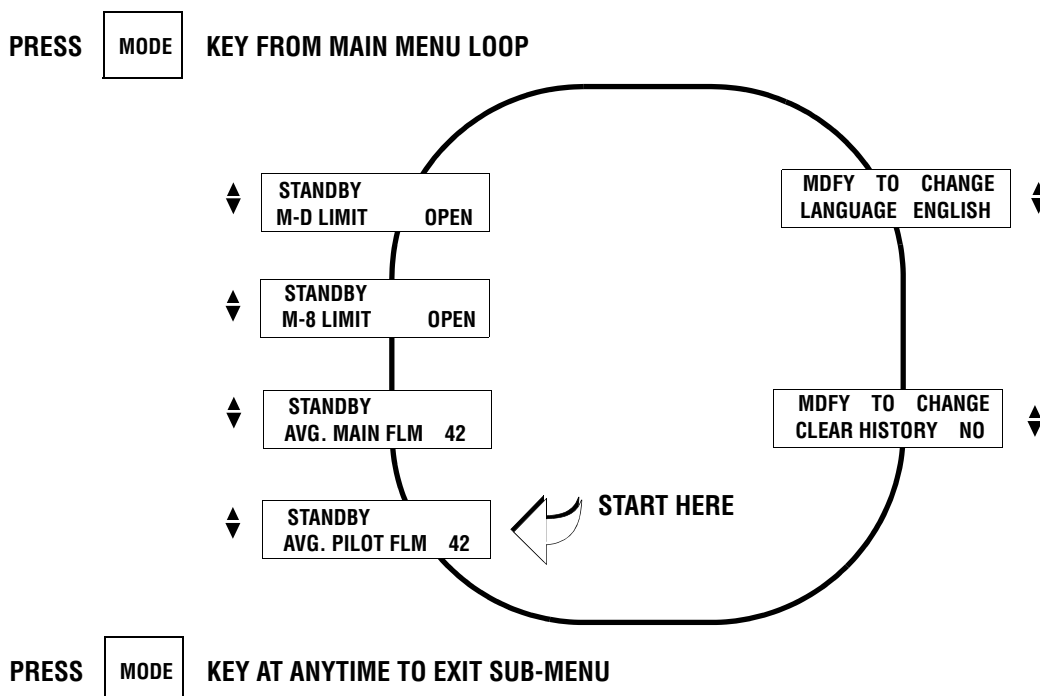 PRESS MODE KEY FROM MAIN MENU LOOP
STANDBY
M-D LIMIT OPEN
MDFY TO CHANGE
LANGUAGE ENGLISH
STANDBY
M-8 LIMIT OPEN
STANDBY
AVG. MAIN FLM 42
MDFY TO CHANGE
CLEAR HISTORY NO
STANDBY
AVG. PILOT FLM 42
START HERE
PRESS MODE KEY AT ANYTIME TO EXIT SUB-MENU